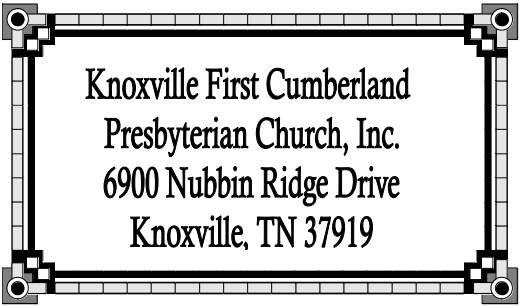 Knoxville First Cumberland
Presbyterian Church, Inc.
6900 Nubbin Ridge Drive
Knoxville, TN 37919